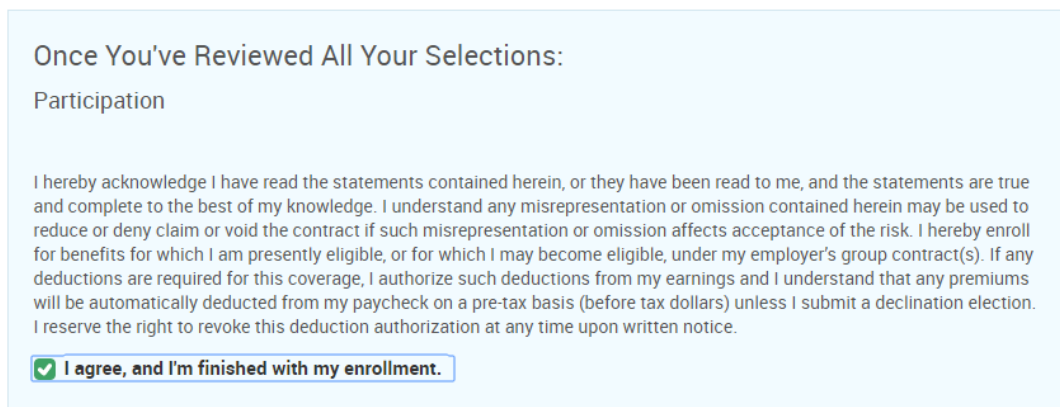 Once You've Reviewed All Your Selections:
Participation
I hereby acknowledge I have read the statements contained herein, or they have been read to me, and the statements are true
and complete to the best of my knowledge. I understand any misrepresentation or omission contained herein may be used to
reduce or deny claim or void the contract if such misrepresentation or omission affects acceptance of the risk. I hereby enroll
for benefits for which I am presently eligible, or for which I may become eligible, under my employer's group contract(s). If any
deductions are required for this coverage, I authorize such deductions from my earnings and I understand that any premiums
will be automatically deducted from my paycheck on a pre-tax basis (before tax dollars) unless I submit a declination election.
I reserve the right to revoke this deduction authorization at any time upon written notice.
I agree, and I'm finished with my enrollment.